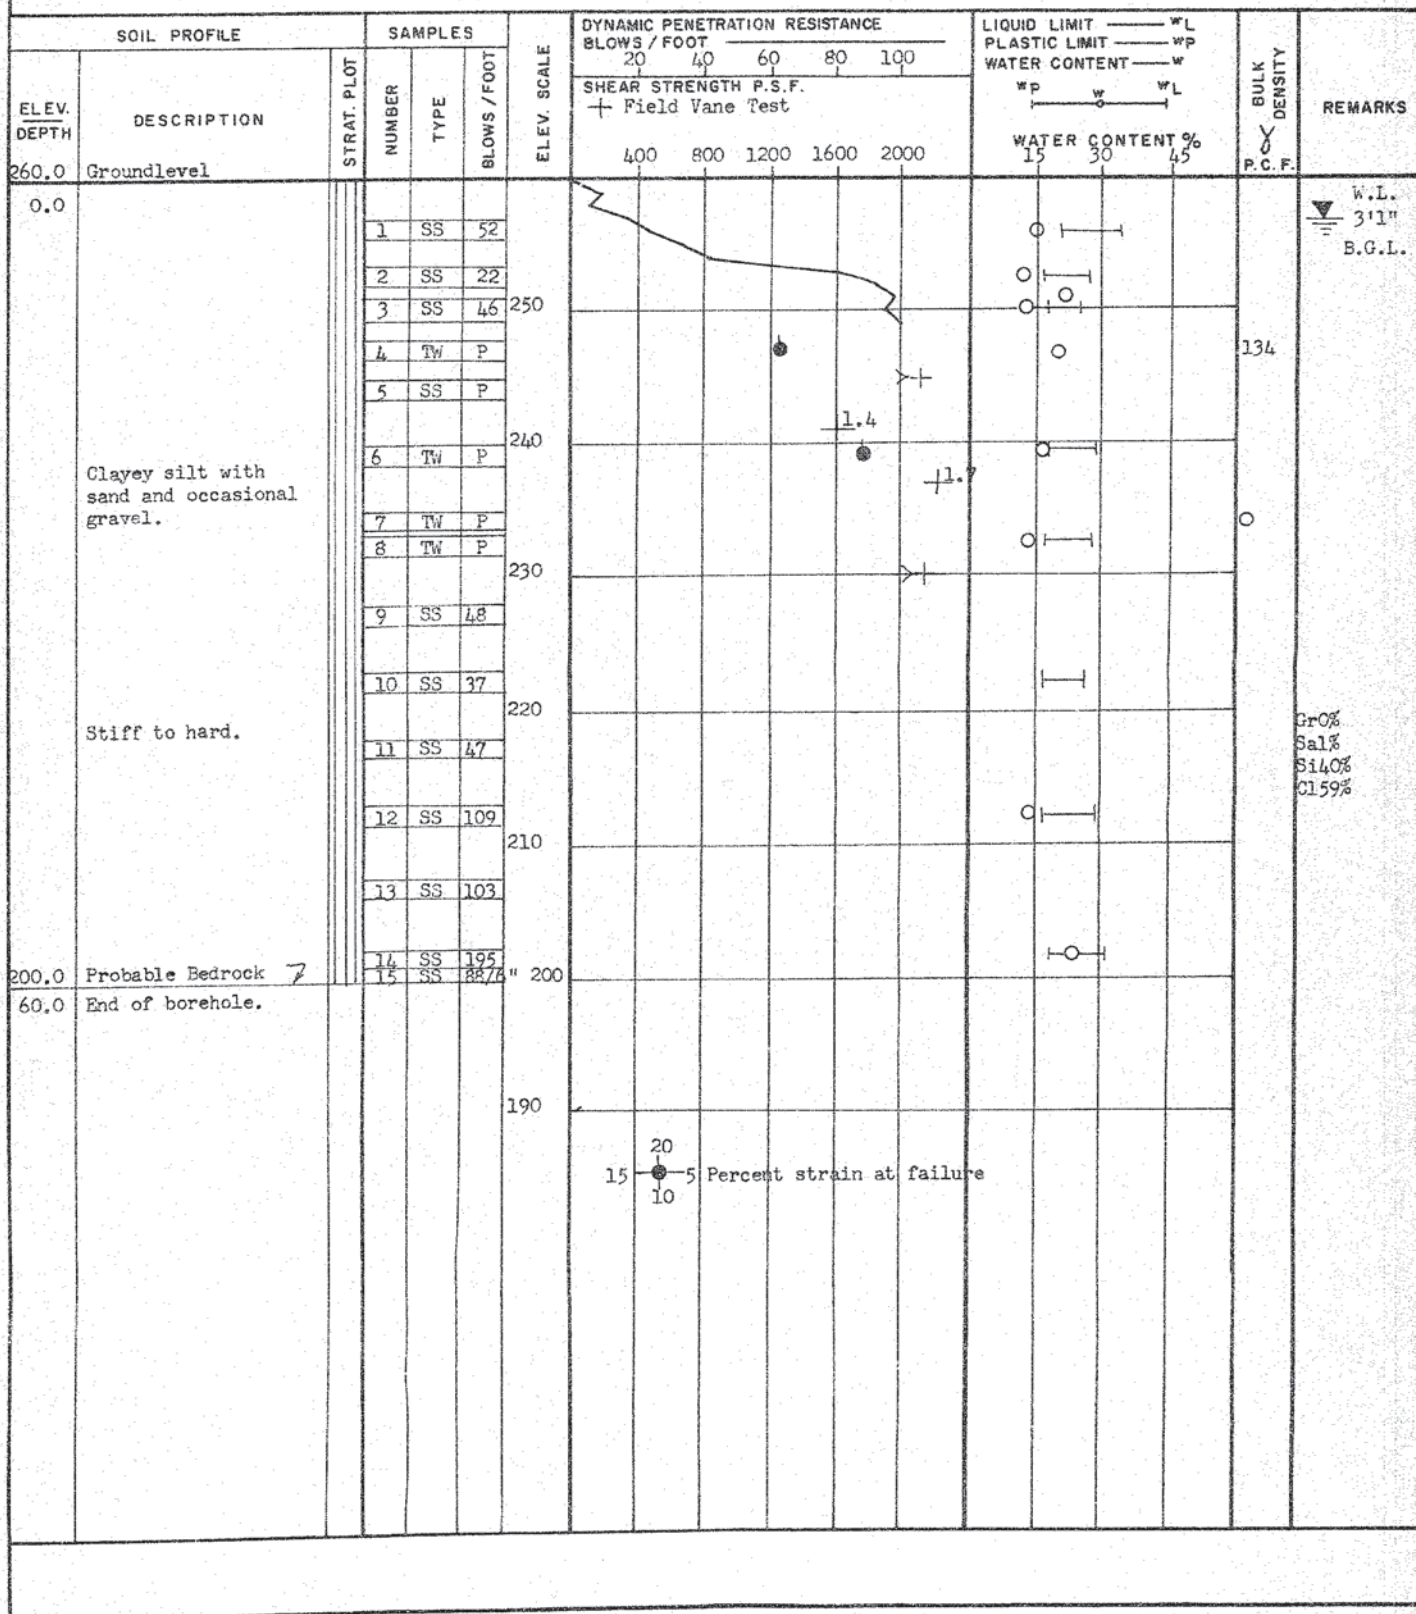 SOIL PROFILE
SAMPLES
ELEV. SCALE
DYNAMIC PENETRATION RESISTANCE
BLOWS / FOOT
20 40 60 80 100
SHEAR STRENGTH P.S.F.
+ Field Vane Test
400 800 1200 1600 2000
LIQUID LIMIT —— wL
PLASTIC LIMIT —— wP
WATER CONTENT —— w
wP w wL
WATER CONTENT %
15 30 45
BULK DENSITY
γ
P.C.F.
REMARKS
ELEV.
DEPTH
DESCRIPTION
STRAT. PLOT
NUMBER
TYPE
BLOWS / FOOT
260.0 Groundlevel
0.0
W.L.
3'1"
B.G.L.
1 SS 52
2 SS 22
3 SS 46
250
4 TW P
134
5 SS P
1.4
240
6 TW P
Clayey silt with
sand and occasional
gravel.
1.7
7 TW P
8 TW P
230
9 SS 48
10 SS 37
220
Stiff to hard.
11 SS 47
Gr0%
Sa1%
Si40%
Cl59%
12 SS 109
210
13 SS 103
14 SS 195
200.0 Probable Bedrock
15 SS 88/6" 200
60.0 End of borehole.
190
20
15 5 Percent strain at failure
10